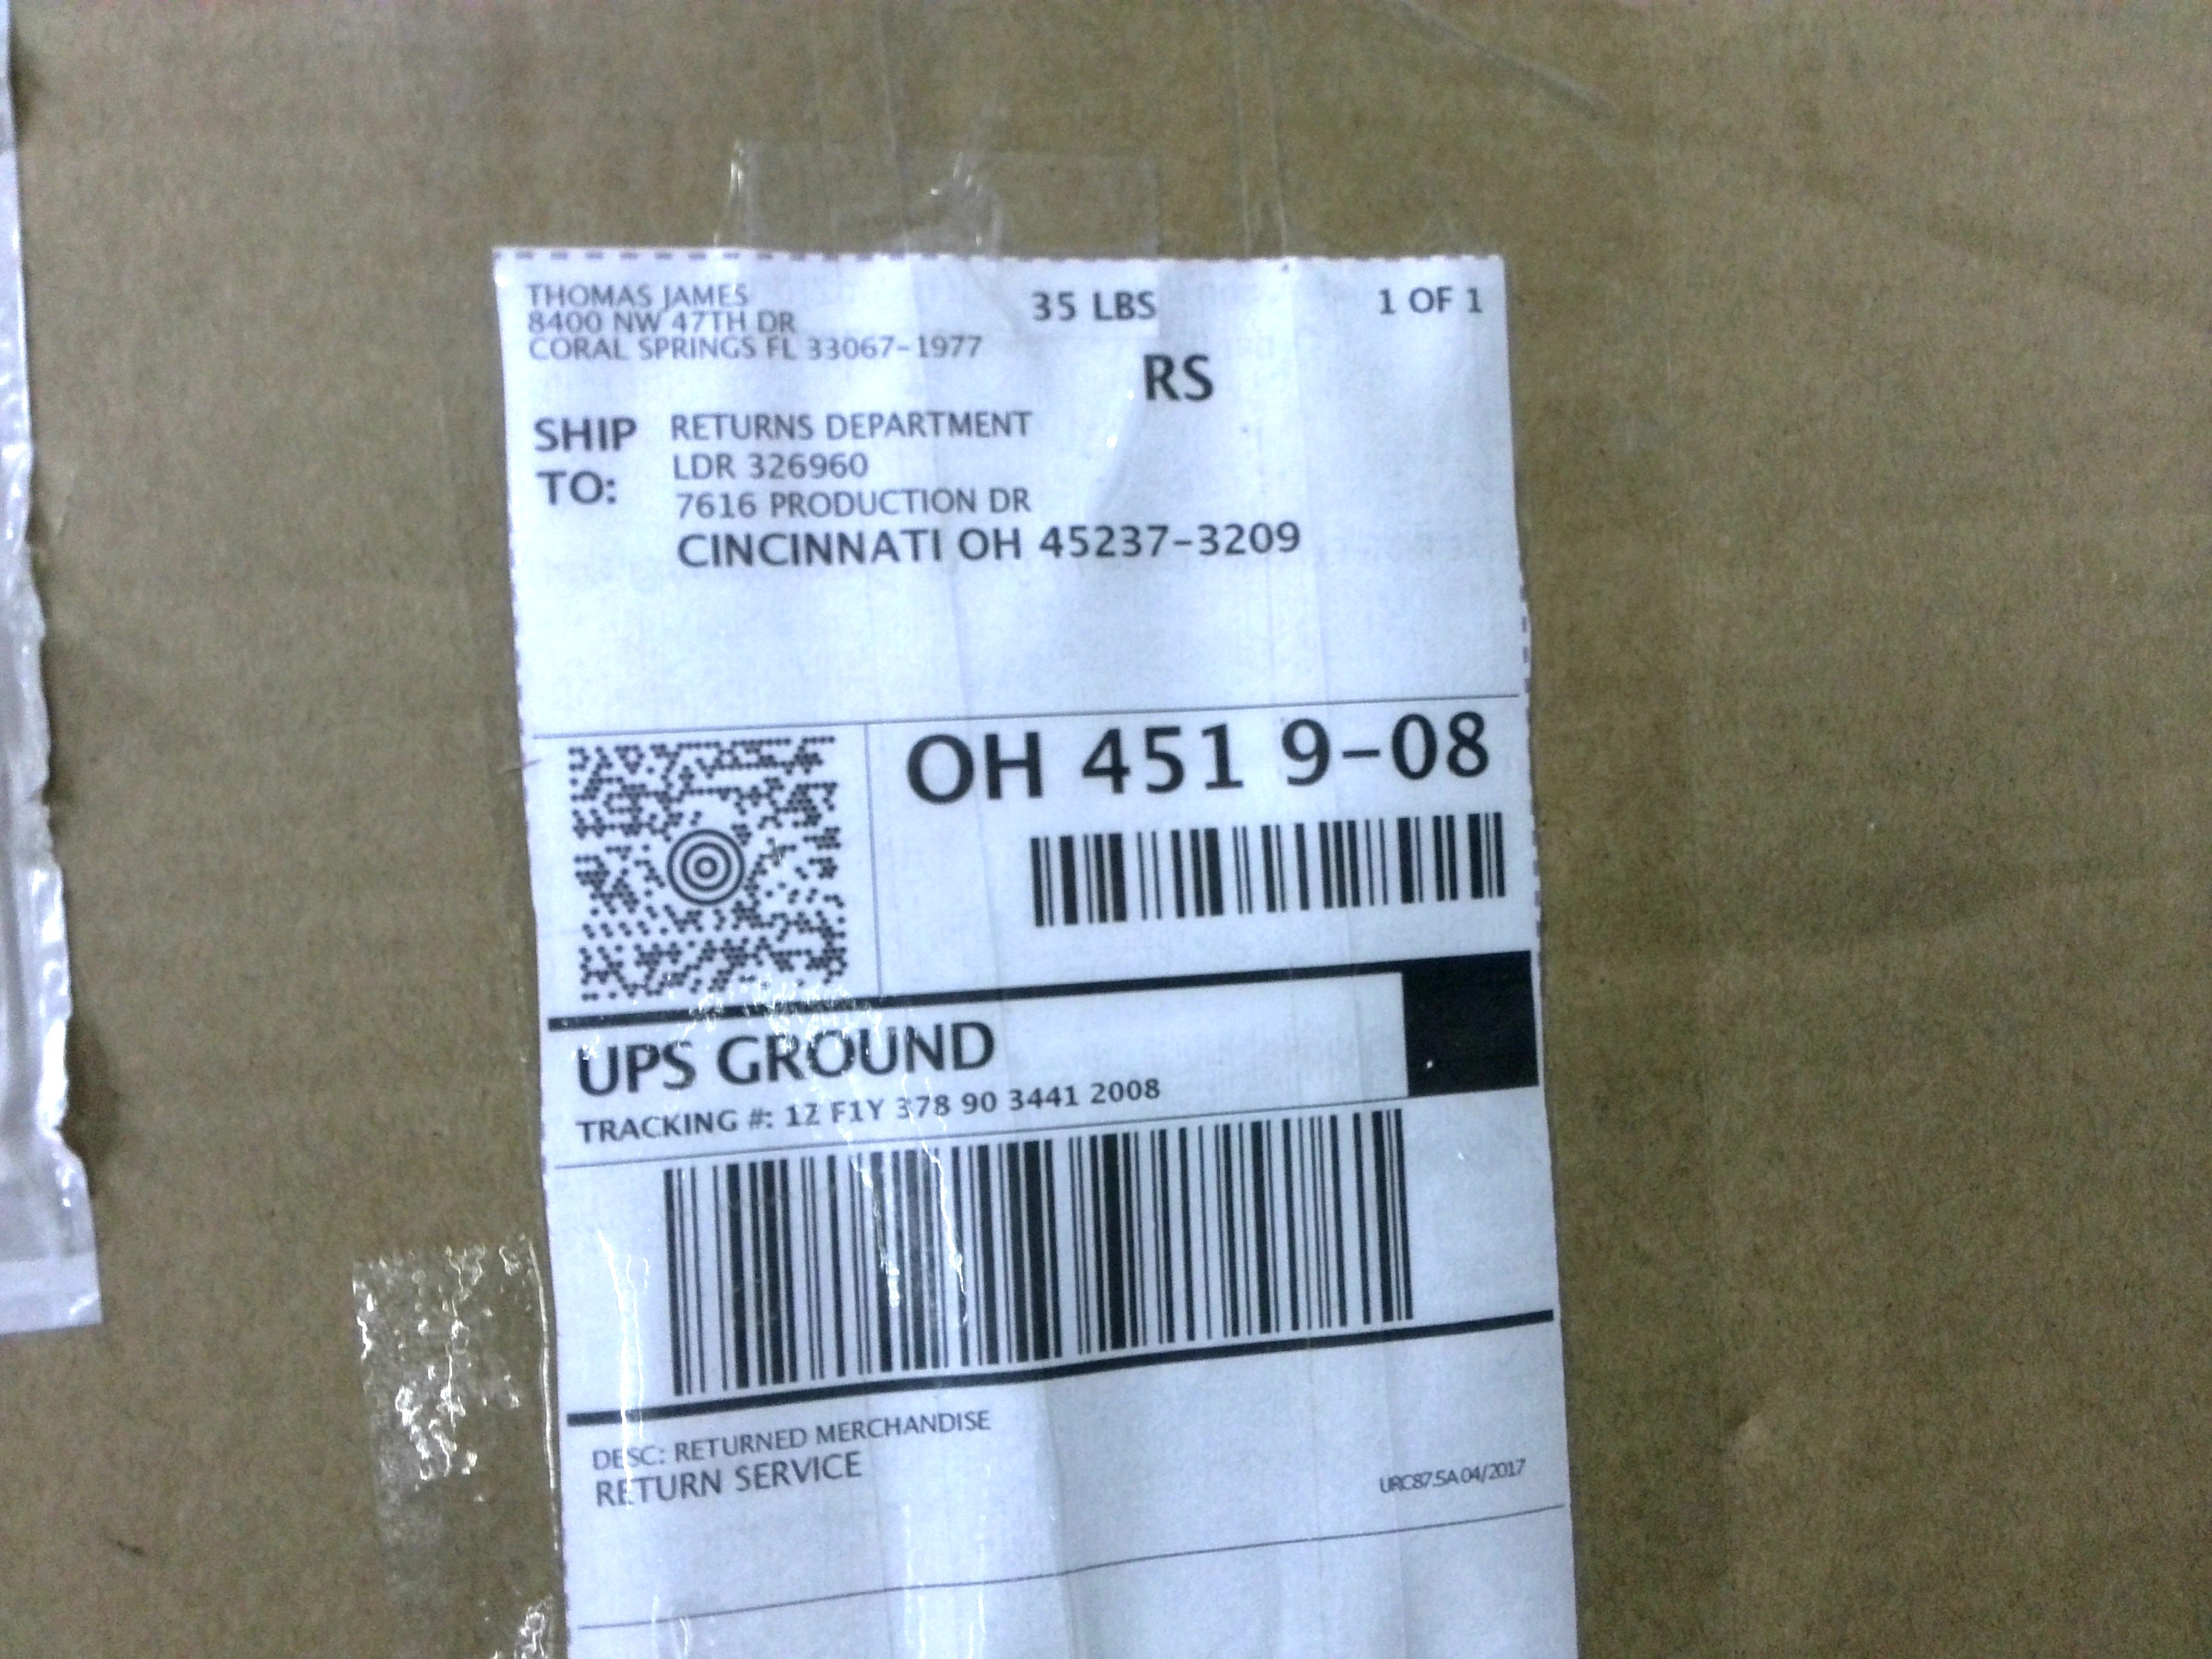 THOMAS JAMES
8400 NW 47TH DR
CORAL SPRINGS FL 33067-1977
35 LBS
1 OF 1
RS
SHIP TO:
RETURNS DEPARTMENT
LDR 326960
7616 PRODUCTION DR
CINCINNATI OH 45237-3209
OH 451 9-08
UPS GROUND
TRACKING #: 1Z F1Y 378 90 3441 2008
DESC: RETURNED MERCHANDISE
RETURN SERVICE
URC87.5A 04/2017